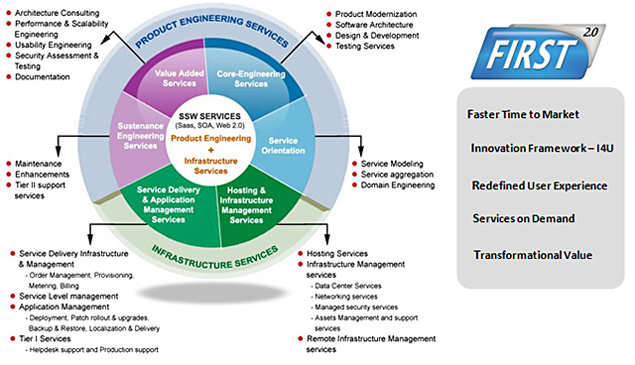 Architecture Consulting
Performance & Scalability
Engineering
Usability Engineering
Security Assessment &
Testing
Documentation
Product Modernization
Software Architecture
Design & Development
Testing Services
PRODUCT ENGINEERING SERVICES
Value Added
Services
Core-Engineering
Services
SSW SERVICES
(Saas, SOA, Web 2.0)
Product Engineering
+
Infrastructure
Services
Sustenance
Engineering
Services
Service
Orientation
Maintenance
Enhancements
Tier II support
services
Service Modeling
Service aggregation
Domain Engineering
Service Delivery
& Application
Management
Services
Hosting &
Infrastructure
Management
Services
INFRASTRUCTURE SERVICES
Service Delivery Infrastructure
& Management
- Order Management, Provisioning,
Metering, Billing
Service Level management
Application Management
- Deployment, Patch rollout & upgrades,
Backup & Restore, Localization & Delivery
Tier I Services
- Helpdesk support and Production support
Hosting Services
Infrastructure Management
services
- Data Center Services
- Networking services
- Managed security services
- Assets Management and support
services
Remote Infrastructure Management
services
FIRST 2.0
Faster Time to Market
Innovation Framework – I4U
Redefined User Experience
Services on Demand
Transformational Value